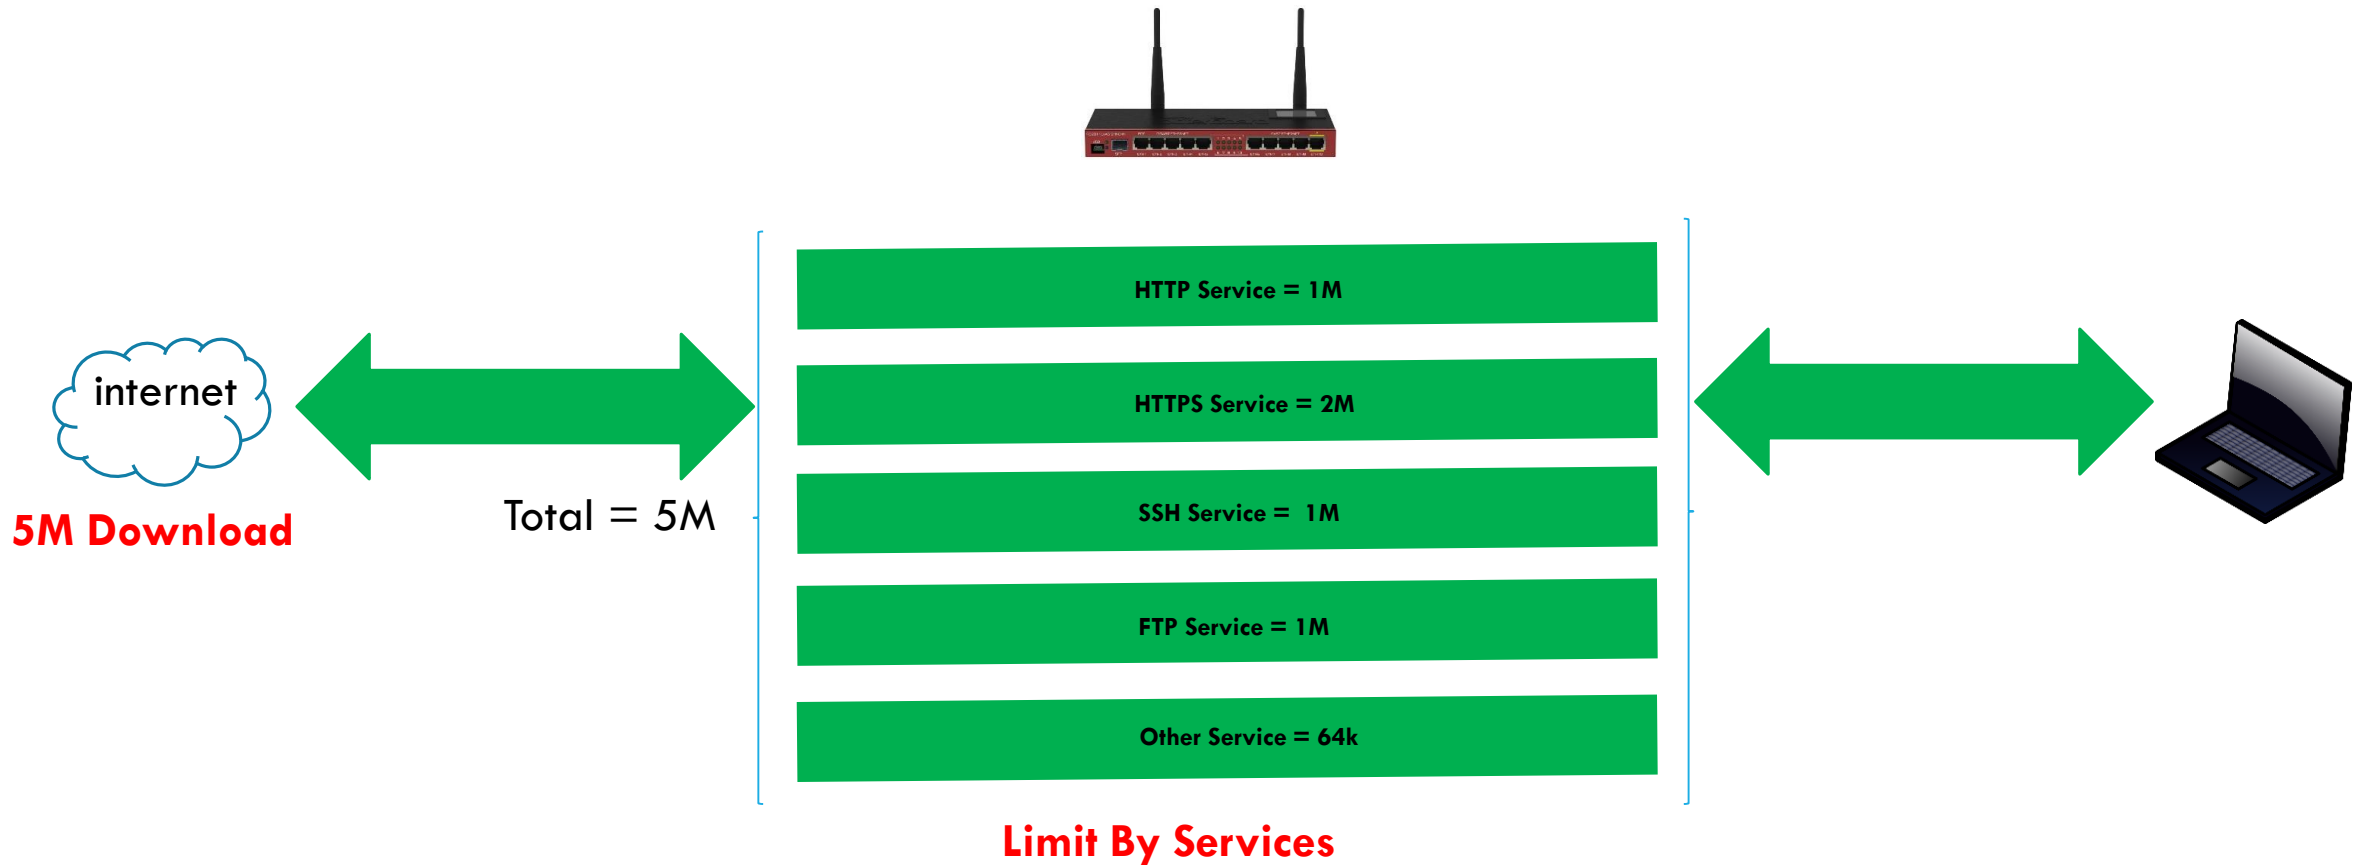 internet
5M Download
Total = 5M
HTTP Service = 1M
HTTPS Service = 2M
SSH Service =  1M
FTP Service = 1M
Other Service = 64k
Limit By Services